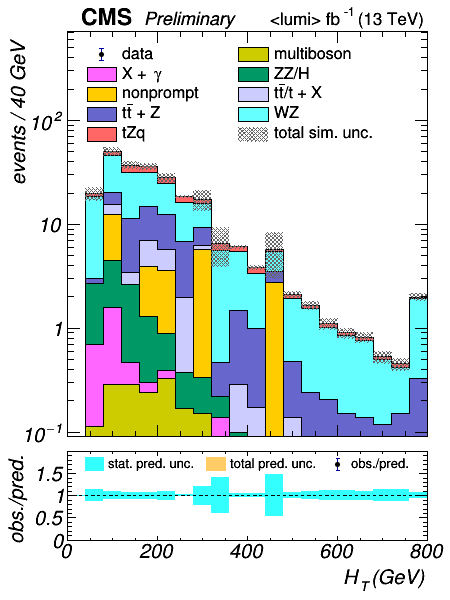 CMS Preliminary <lumi> fb⁻¹ (13 TeV)
events / 40 GeV
data
multiboson
X + γ
ZZ/H
nonprompt
tt̄/t + X
tt̄ + Z
WZ
tZq
total sim. unc.
10²
10
1
10⁻¹
obs./pred.
stat. pred. unc.
total pred. unc.
obs./pred.
1.5
1
0.5
0
0 200 400 600 800
H_T (GeV)